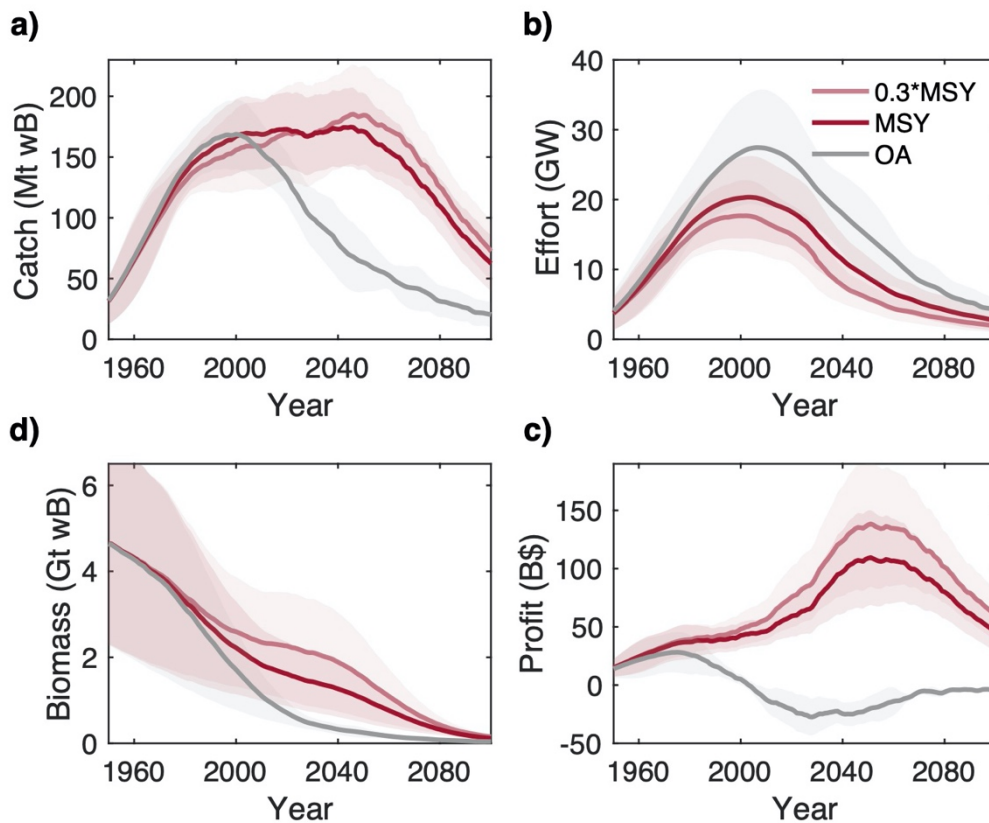 a)
Catch (Mt wB)
200
150
100
50
0
1960 2000 2040 2080
Year
b)
Effort (GW)
40
30
20
10
0
0.3*MSY
MSY
OA
1960 2000 2040 2080
Year
d)
Biomass (Gt wB)
6
4
2
0
1960 2000 2040 2080
Year
c)
Profit (B$)
150
100
50
0
-50
1960 2000 2040 2080
Year